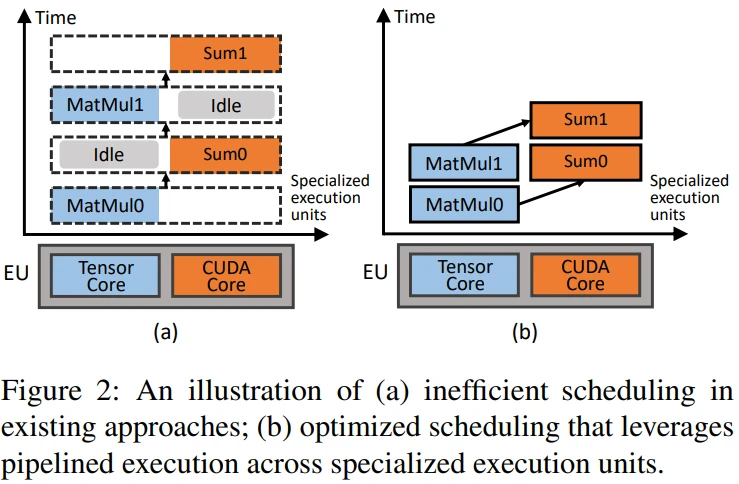 Time
Sum1
MatMul1
Idle
Idle
Sum0
MatMul0
Specialized
execution
units
EU
Tensor
Core
CUDA
Core
(a)
Time
Sum1
MatMul1
Sum0
MatMul0
Specialized
execution
units
EU
Tensor
Core
CUDA
Core
(b)
Figure 2: An illustration of (a) inefficient scheduling in
existing approaches; (b) optimized scheduling that leverages
pipelined execution across specialized execution units.